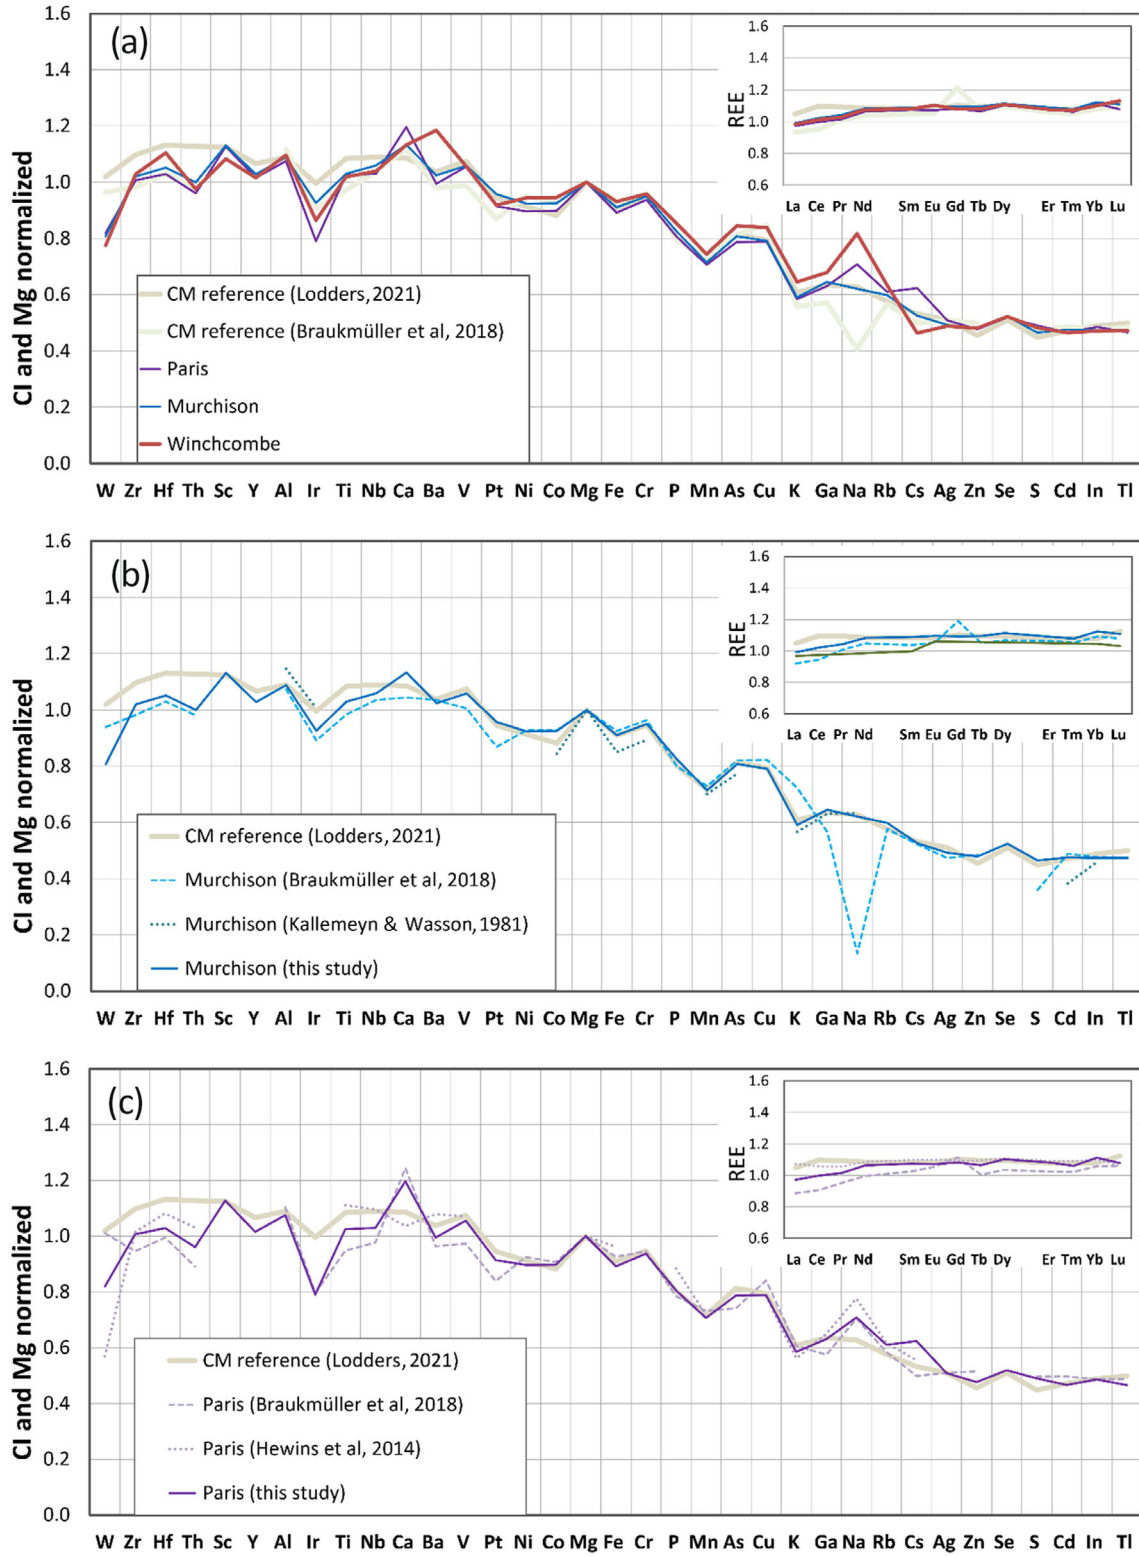 (a)
CI and Mg normalized
1.6
1.4
1.2
1.0
0.8
0.6
0.4
0.2
0.0
REE
1.6
1.4
1.2
1.0
0.8
0.6
La Ce Pr Nd Sm Eu Gd Tb Dy Er Tm Yb Lu
CM reference (Lodders, 2021)
CM reference (Braukmüller et al, 2018)
Paris
Murchison
Winchcombe
W Zr Hf Th Sc Y Al Ir Ti Nb Ca Ba V Pt Ni Co Mg Fe Cr P Mn As Cu K Ga Na Rb Cs Ag Zn Se S Cd In Tl
(b)
CI and Mg normalized
1.6
1.4
1.2
1.0
0.8
0.6
0.4
0.2
0.0
REE
1.6
1.4
1.2
1.0
0.8
0.6
La Ce Pr Nd Sm Eu Gd Tb Dy Er Tm Yb Lu
CM reference (Lodders, 2021)
Murchison (Braukmüller et al, 2018)
Murchison (Kallemeyn & Wasson, 1981)
Murchison (this study)
W Zr Hf Th Sc Y Al Ir Ti Nb Ca Ba V Pt Ni Co Mg Fe Cr P Mn As Cu K Ga Na Rb Cs Ag Zn Se S Cd In Tl
(c)
CI and Mg normalized
1.6
1.4
1.2
1.0
0.8
0.6
0.4
0.2
0.0
REE
1.6
1.4
1.2
1.0
0.8
0.6
La Ce Pr Nd Sm Eu Gd Tb Dy Er Tm Yb Lu
CM reference (Lodders, 2021)
Paris (Braukmüller et al, 2018)
Paris (Hewins et al, 2014)
Paris (this study)
W Zr Hf Th Sc Y Al Ir Ti Nb Ca Ba V Pt Ni Co Mg Fe Cr P Mn As Cu K Ga Na Rb Cs Ag Zn Se S Cd In Tl